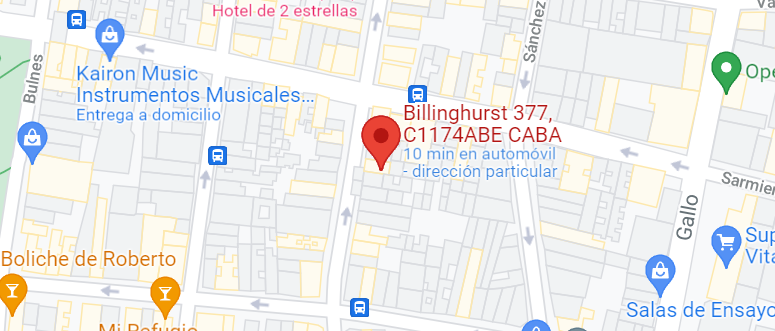 Hotel de 2 estrellas
Sánchez
Bulnes
Kairon Music
Instrumentos Musicales...
Entrega a domicilio
Billinghurst 377,
C1174ABE CABA
10 min en automóvil
- dirección particular
Ope
Sarmie
Gallo
Sup
Vita
Boliche de Roberto
Salas de Ensayo
Mi Refugio